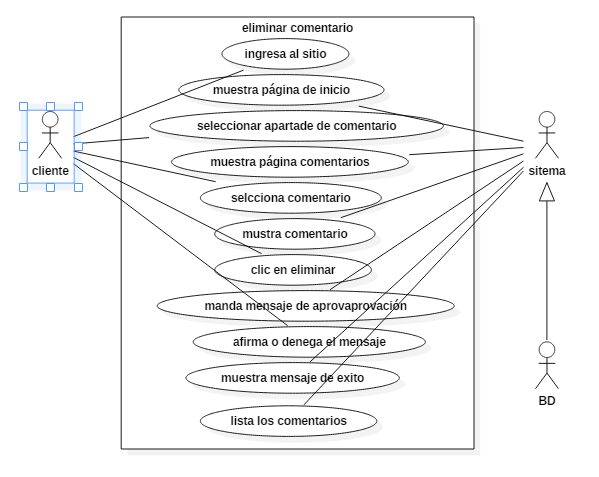 eliminar comentario
ingresa al sitio
muestra página de inicio
seleccionar apartade de comentario
muestra página comentarios
selcciona comentario
mustra comentario
clic en eliminar
manda mensaje de aprovaprovación
afirma o denega el mensaje
muestra mensaje de exito
lista los comentarios
cliente
sitema
BD